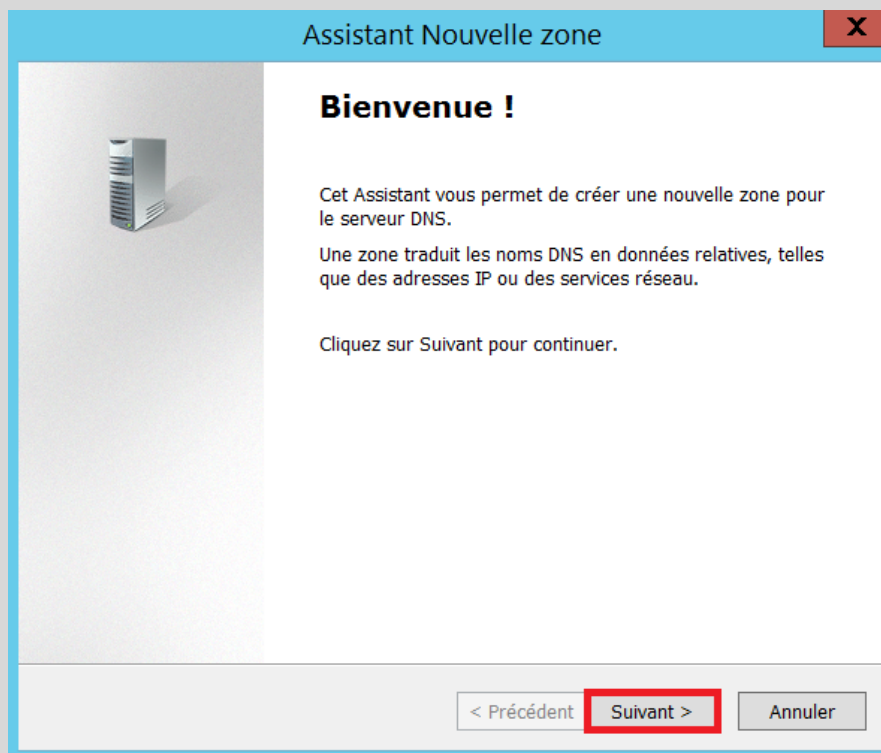 Assistant Nouvelle zone
X
Bienvenue !
Cet Assistant vous permet de créer une nouvelle zone pour
le serveur DNS.
Une zone traduit les noms DNS en données relatives, telles
que des adresses IP ou des services réseau.
Cliquez sur Suivant pour continuer.
< Précédent Suivant > Annuler